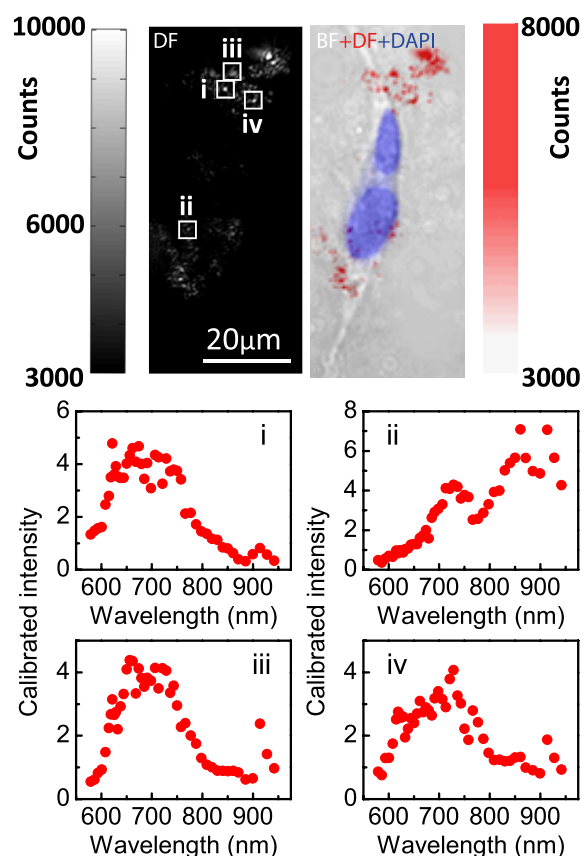 10000
6000
3000
Counts
DF
iii
i
iv
ii
20μm
BF+DF+DAPI
8000
3000
Counts
Calibrated intensity
6
4
2
0
i
600 700 800 900
Wavelength (nm)
8
6
4
2
0
ii
600 700 800 900
Wavelength (nm)
4
2
0
iii
600 700 800 900
Wavelength (nm)
Calibrated intensity
4
2
0
iv
600 700 800 900
Wavelength (nm)